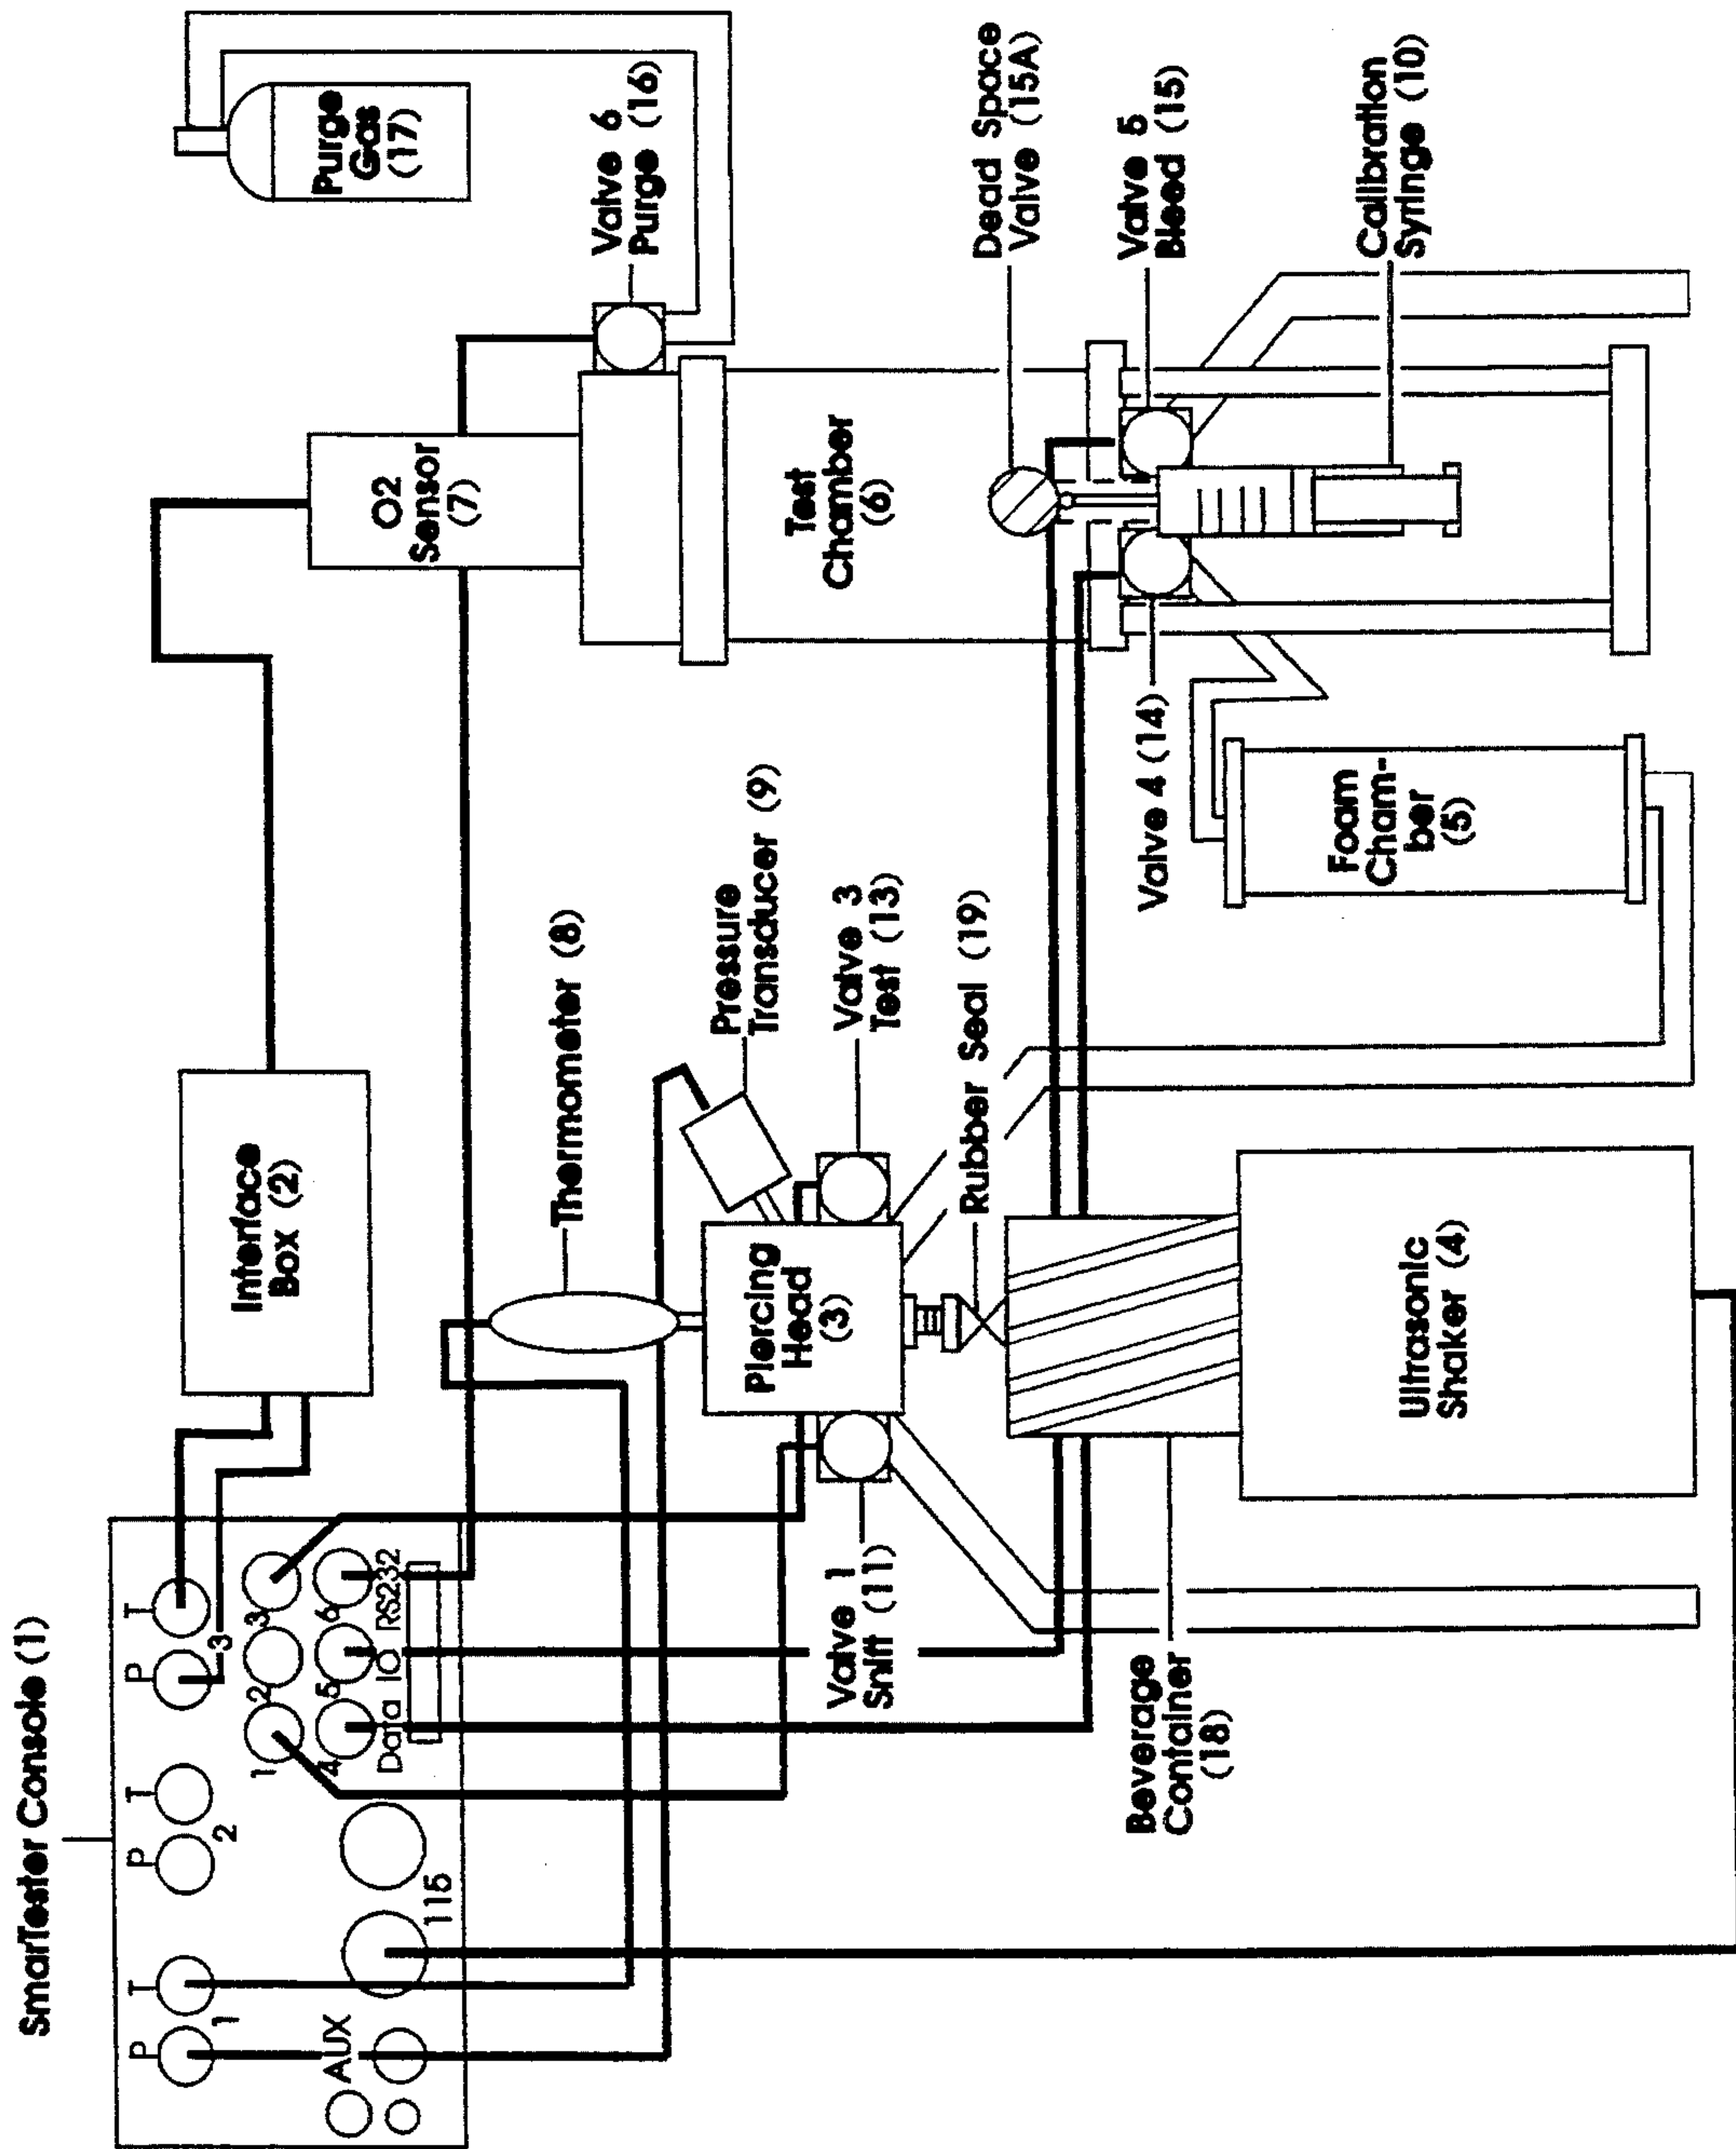 SmarTester Console (1)
P
T
1
P
T
2
P
T
3
AUX
115
1
2
3
4
5
6
Data IO RS232
Interface
Box (2)
O2
Sensor
(7)
Purge
Gas
(17)
Valve 6
Purge (16)
Thermometer (8)
Pressure
Transducer (9)
Valve 3
Test (13)
Piercing
Head
(3)
Rubber Seal (19)
Valve 1
Sniff (11)
Test
Chamber
(6)
Dead Space
Valve (15A)
Valve 5
Bleed (15)
Valve 4 (14)
Calibration
Syringe (10)
Foam
Cham-
ber
(5)
Beverage
Container
(18)
Ultrasonic
Shaker (4)